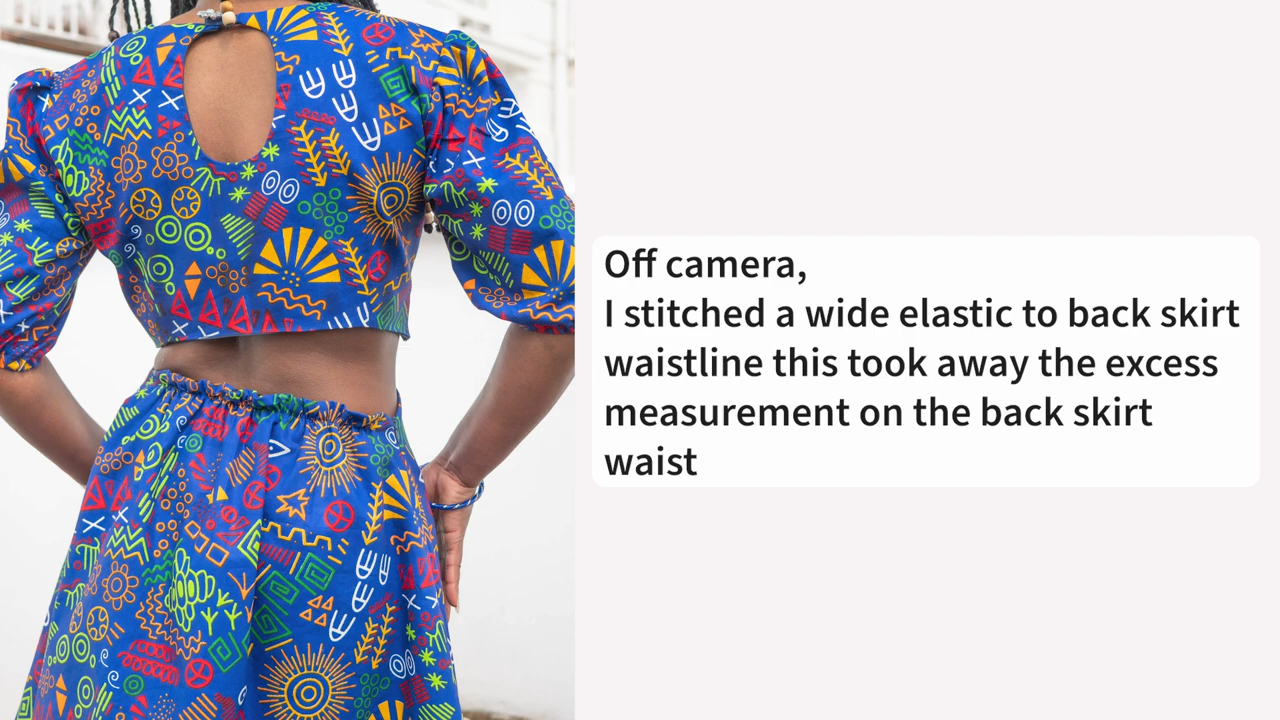 Off camera,
I stitched a wide elastic to back skirt
waistline this took away the excess
measurement on the back skirt
waist